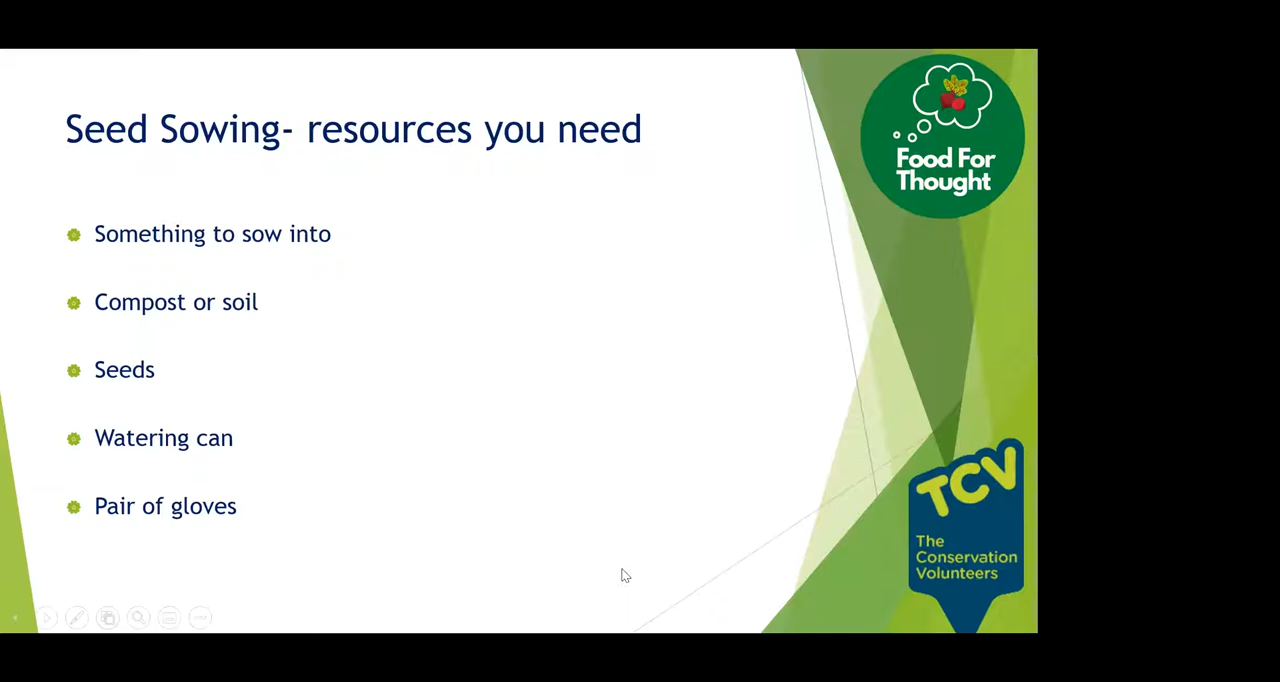 Seed Sowing- resources you need
Something to sow into
Compost or soil
Seeds
Watering can
Pair of gloves
Food For
Thought
TCV
The
Conservation
Volunteers